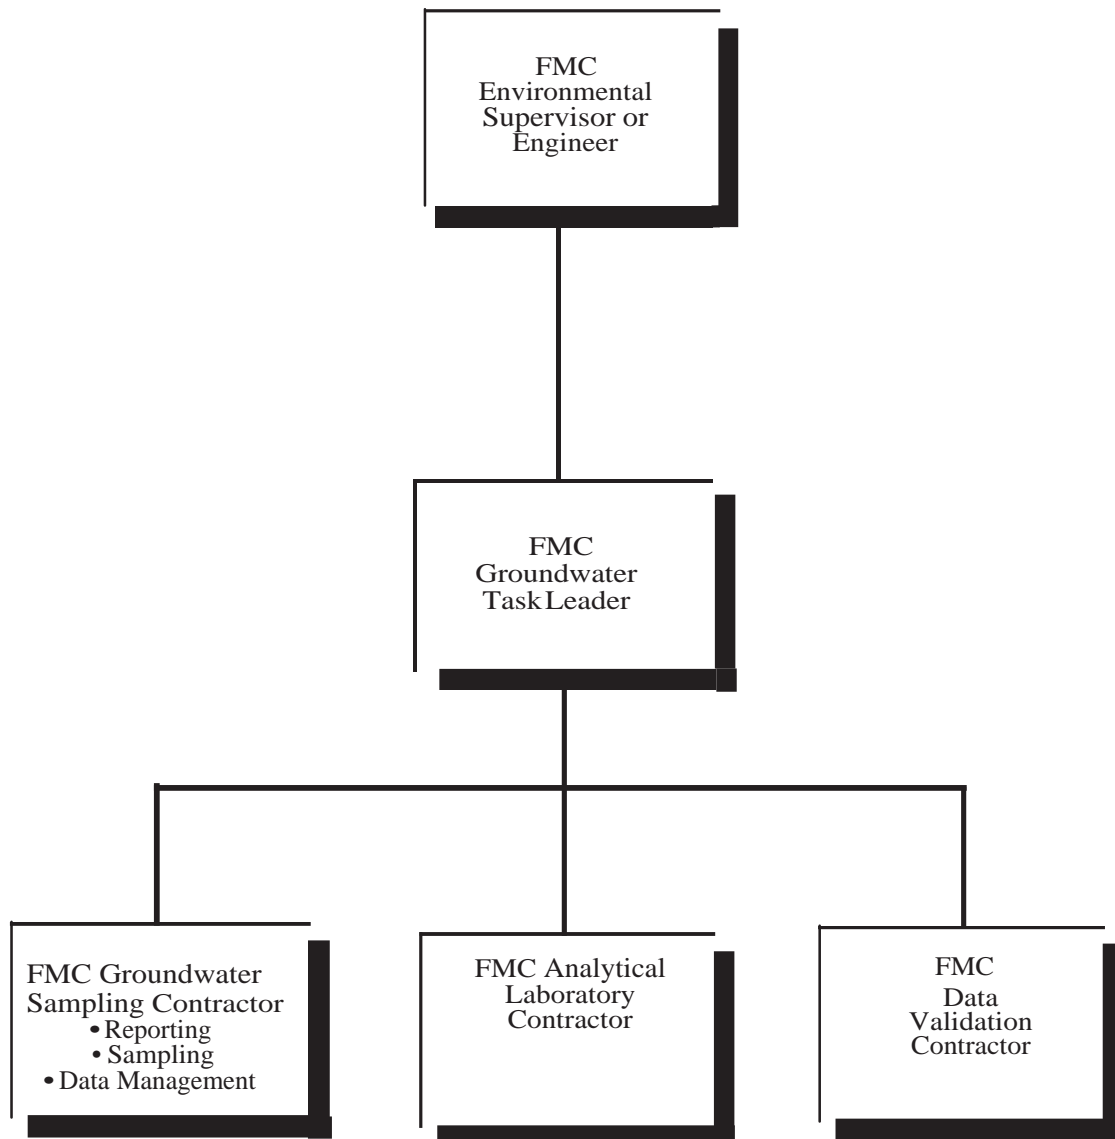 FMC
Environmental
Supervisor or
Engineer
FMC
Groundwater
Task Leader
FMC Groundwater
Sampling Contractor
• Reporting
• Sampling
• Data Management
FMC Analytical
Laboratory
Contractor
FMC
Data
Validation
Contractor